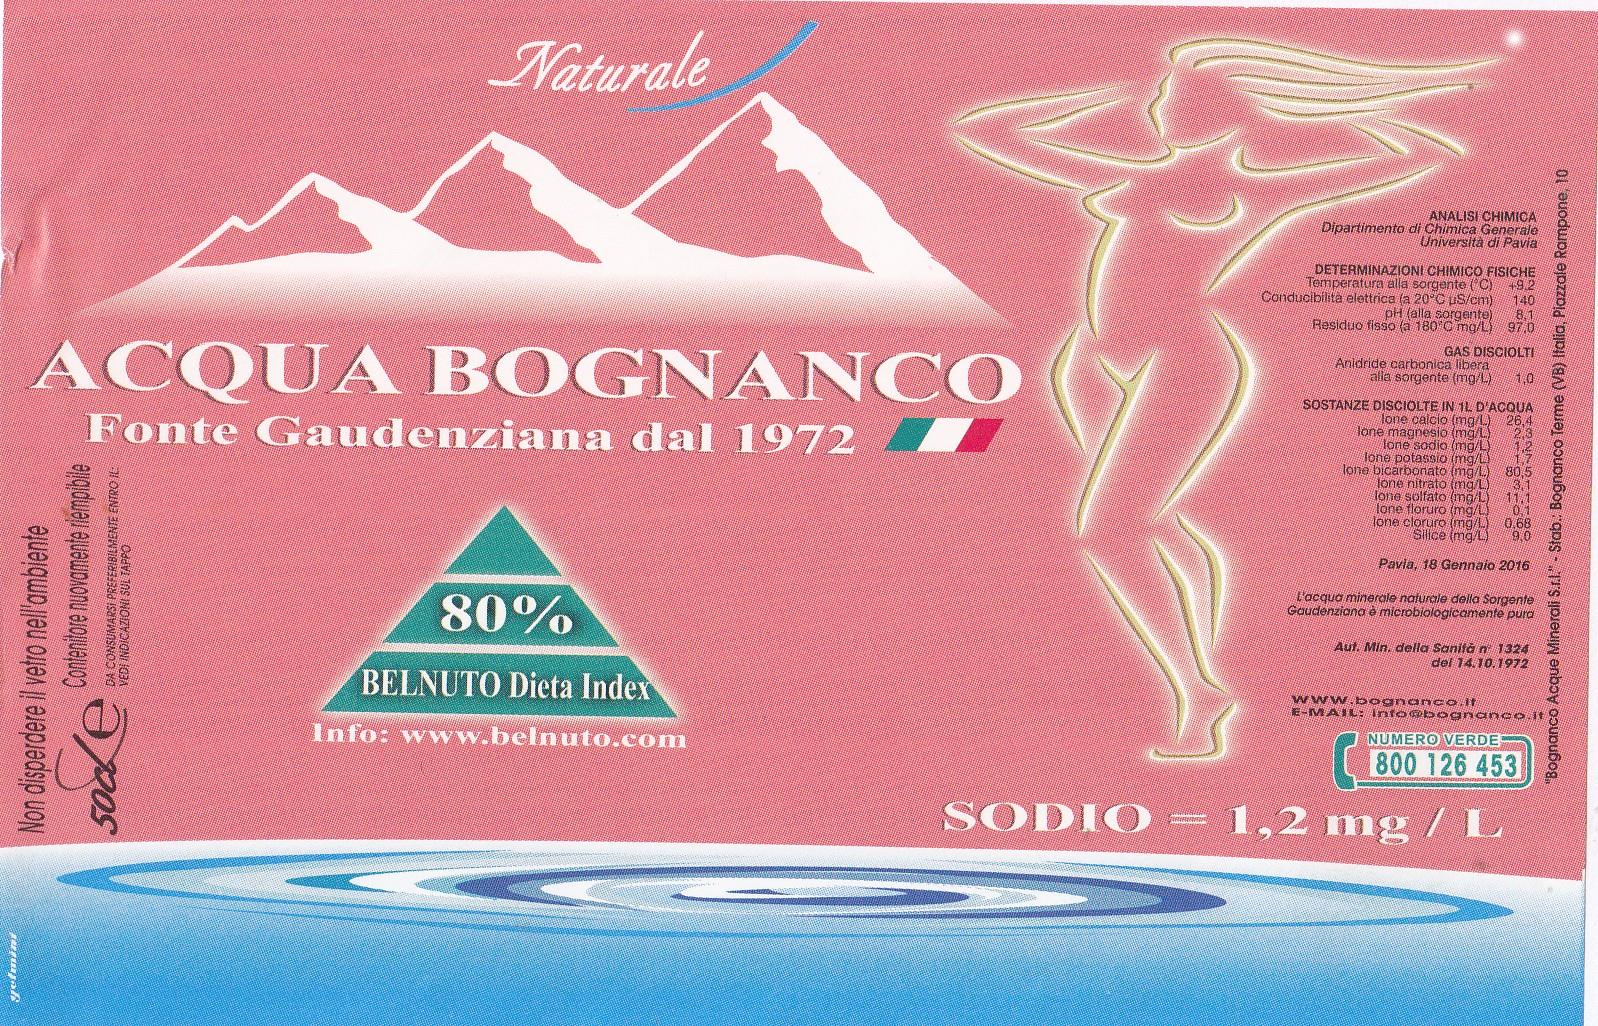 Naturale
ACQUA BOGNANCO
Fonte Gaudenziana dal 1972
80%
BELNUTO Dieta Index
Info: www.belnuto.com
Non disperdere il vetro nell'ambiente
Contenitore nuovamente riempibile
DA CONSUMARSI PREFERIBILMENTE ENTRO IL:
VEDI INDICAZIONI SUL TAPPO
50cl e
ANALISI CHIMICA
Dipartimento di Chimica Generale
Università di Pavia
DETERMINAZIONI CHIMICO FISICHE
Temperatura alla sorgente (°C) +9,2
Conducibilità elettrica (a 20°C µS/cm) 140
pH (alla sorgente) 8,1
Residuo fisso (a 180°C mg/L) 97,0
GAS DISCIOLTI
Anidride carbonica libera
alla sorgente (mg/L) 1,0
SOSTANZE DISCIOLTE IN 1L D'ACQUA
Ione calcio (mg/L) 26,4
Ione magnesio (mg/L) 2,3
Ione sodio (mg/L) 1,2
Ione potassio (mg/L) 1,7
Ione bicarbonato (mg/L) 80,5
Ione nitrato (mg/L) 3,1
Ione solfato (mg/L) 11,1
Ione floruro (mg/L) 0,1
Ione cloruro (mg/L) 0,68
Silice (mg/L) 9,0
Pavia, 18 Gennaio 2016
L'acqua minerale naturale della Sorgente
Gaudenziana è microbiologicamente pura
Aut. Min. della Sanità n° 1324
del 14.10.1972
www.bognanco.it
E-MAIL: info@bognanco.it
NUMERO VERDE
800 126 453
"Bognanco Acque Minerali S.r.l." - Stab.: Bognanco Terme (VB) Italia, Piazzale Rampone, 10
SODIO = 1,2 mg / L
gelmini